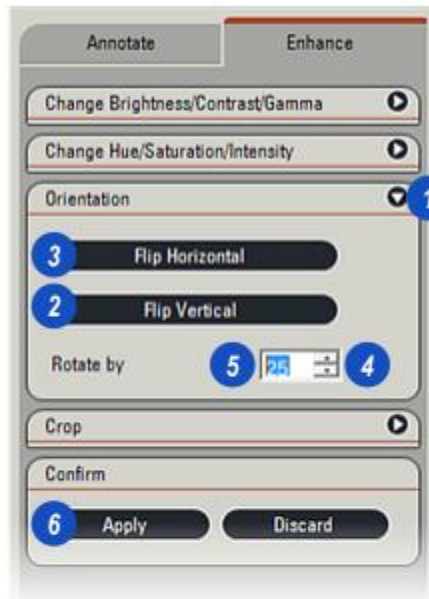 Annotate Enhance
Change Brightness/Contrast/Gamma
Change Hue/Saturation/Intensity
Orientation 1
3 Flip Horizontal
2 Flip Vertical
Rotate by 5 25 4
Crop
Confirm
6 Apply Discard